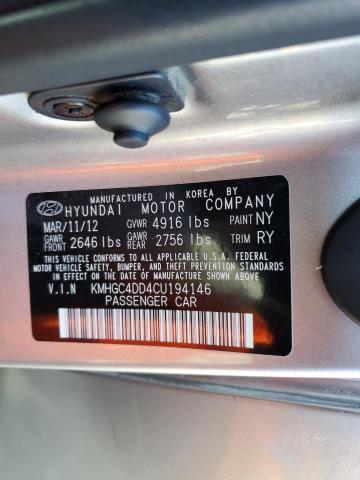 MANUFACTURED IN KOREA BY
HYUNDAI MOTOR COMPANY
MAR/11/12 GVWR 4916 lbs PAINT NY
GAWR FRONT 2646 lbs GAWR REAR 2756 lbs TRIM RY
THIS VEHICLE CONFORMS TO ALL APPLICABLE U.S.A. FEDERAL
MOTOR VEHICLE SAFETY, BUMPER, AND THEFT PREVENTION
STANDARDS IN EFFECT ON THE DATE OF MANUFACTURE SHOWN ABOVE.
V.I.N KMHGC4DD4CU194146
PASSENGER CAR